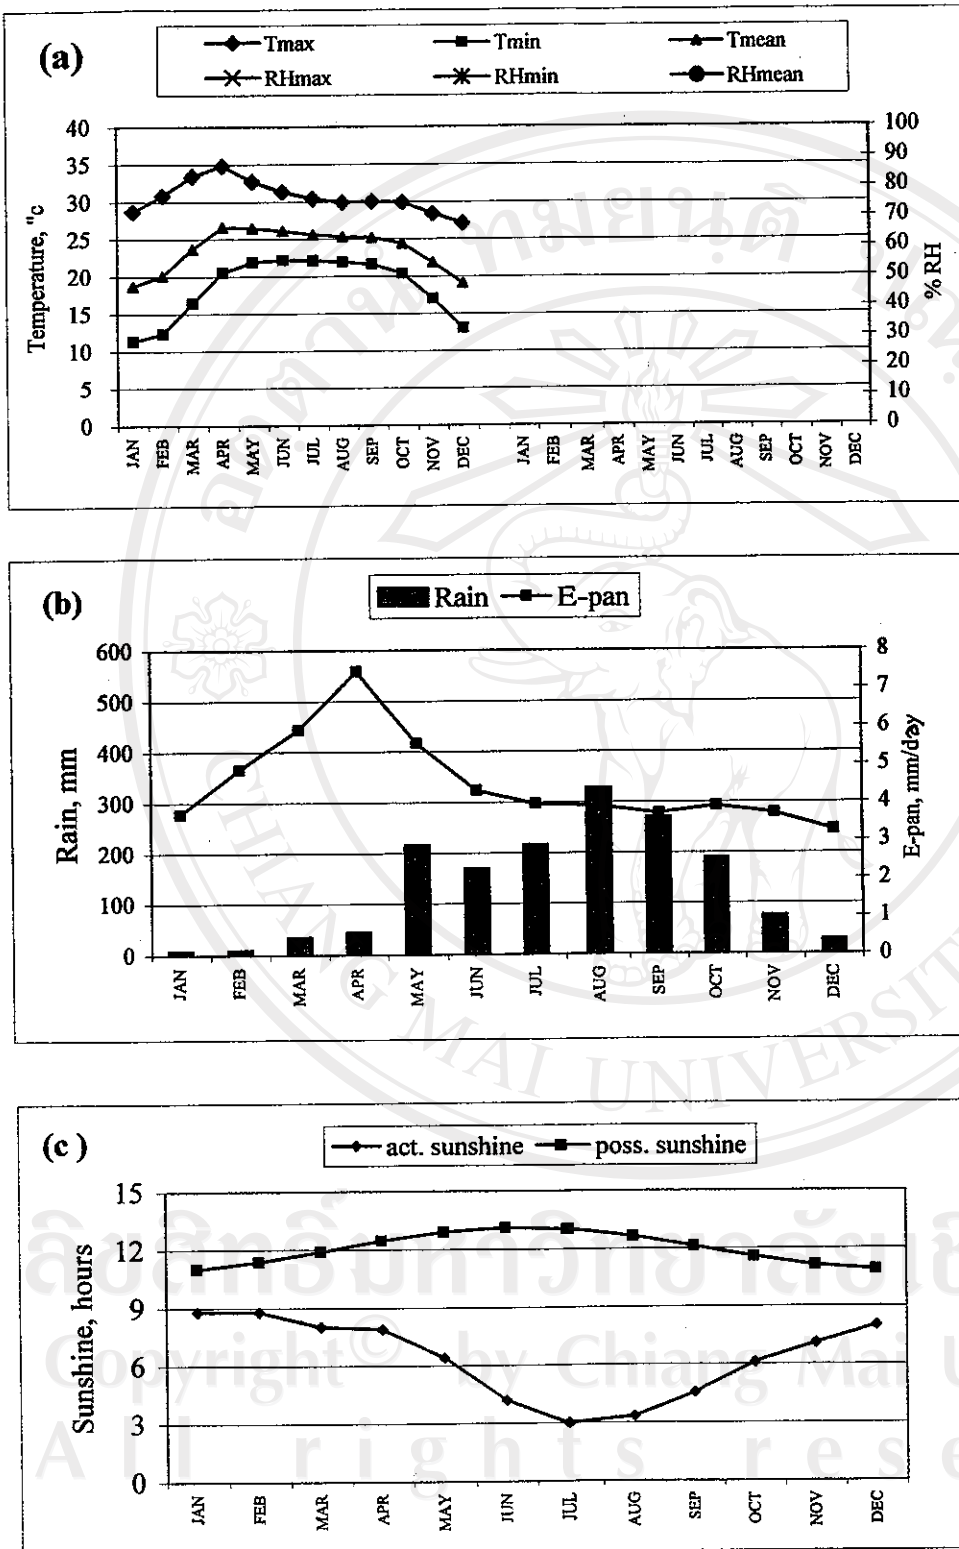 (a)
Tmax Tmin Tmean
RHmax RHmin RHmean
40
35
30
25
20
15
10
5
0
Temperature, "c
100
90
80
70
60
50
40
30
20
10
0
% RH
JAN FEB MAR APR MAY JUN JUL AUG SEP OCT NOV DEC JAN FEB MAR APR MAY JUN JUL AUG SEP OCT NOV DEC
(b)
Rain E-pan
600
500
400
300
200
100
0
Rain, mm
8
7
6
5
4
3
2
1
0
E-pan, mm/day
JAN FEB MAR APR MAY JUN JUL AUG SEP OCT NOV DEC
CHIANG MAI UNIVERSIT
(c )
act. sunshine poss. sunshine
15
12
9
6
3
0
Sunshine, hours
JAN FEB MAR APR MAY JUN JUL AUG SEP OCT NOV DEC
Copyright © by Chiang Mai U
All rights rese